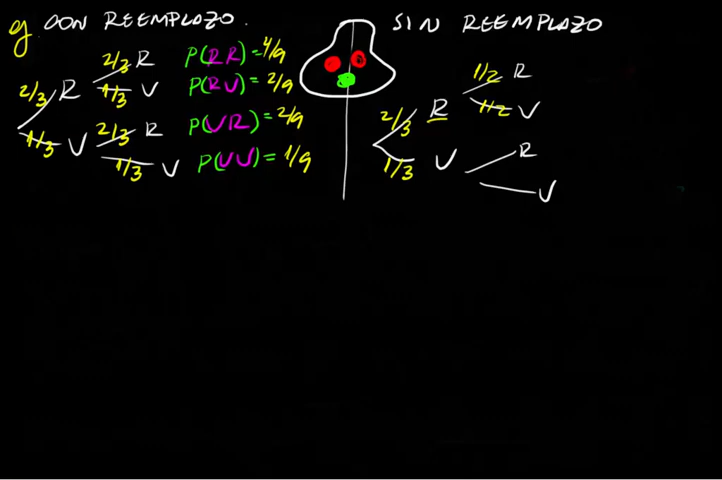 g CON REEMPLAZO.
2/3 R 2/3 R P(RR) = 4/9
1/3 V P(RV) = 2/9
1/3 V 2/3 R P(VR) = 2/9
1/3 V P(VV) = 1/9
SIN REEMPLAZO
2/3 R 1/2 R
1/2 V
1/3 V R
V